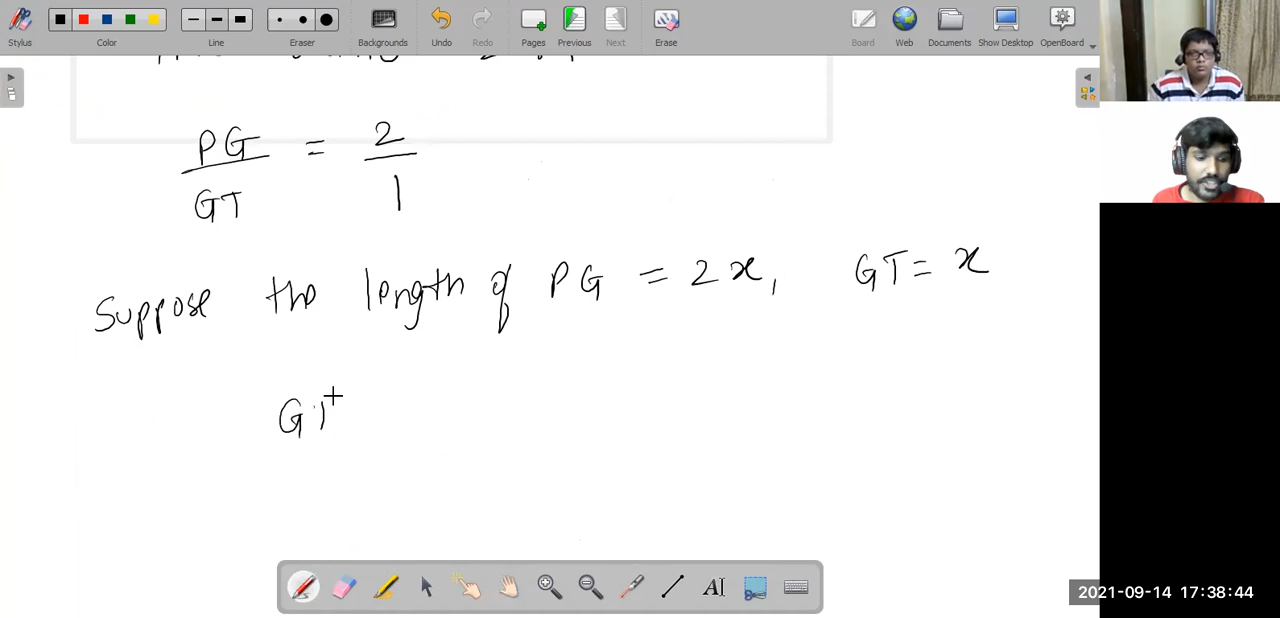 Stylus Color Line Eraser Backgrounds Undo Redo Pages Previous Next Erase Board Web Documents Show Desktop OpenBoard
PG = 2
GT 1
Suppose the length of PG = 2x, GT = x
GT
2021-09-14 17:38:44